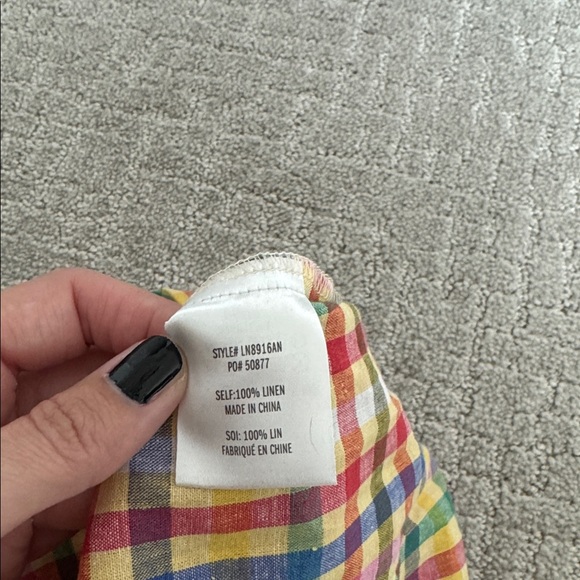 STYLE# LN8916AN
PO# 50877
SELF:100% LINEN
MADE IN CHINA
SOI: 100% LIN
FABRIQUÉ EN CHINE